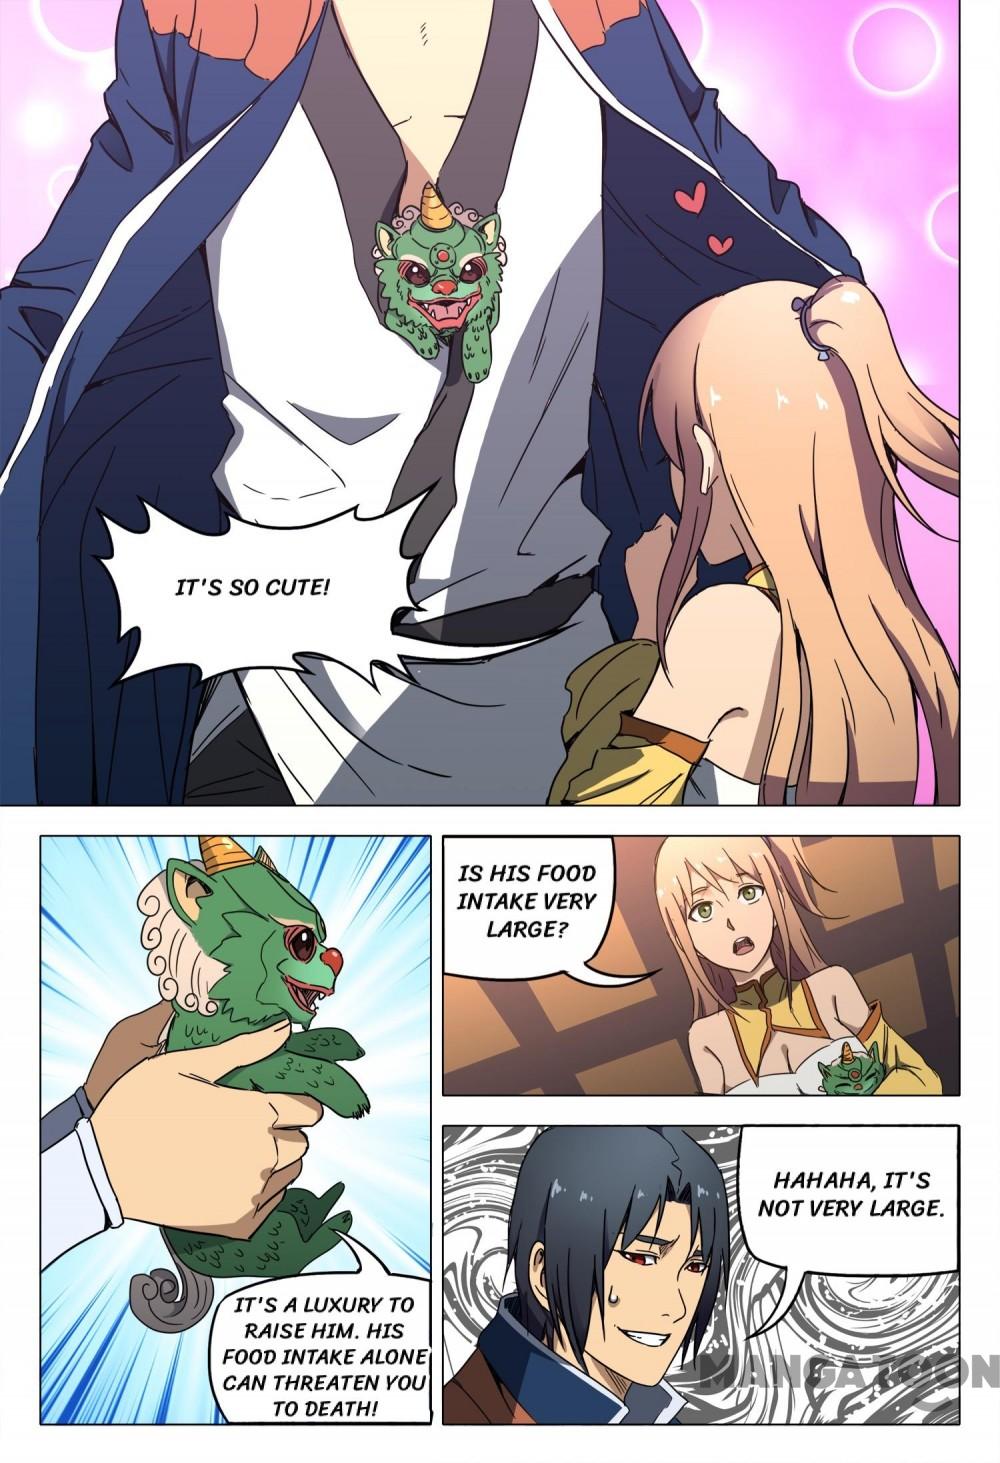 IT'S SO CUTE!
IS HIS FOOD
INTAKE VERY
LARGE?
IT'S A LUXURY TO
RAISE HIM. HIS
FOOD INTAKE ALONE
CAN THREATEN YOU
TO DEATH!
HAHAHA, IT'S
NOT VERY LARGE.
MANGATOON